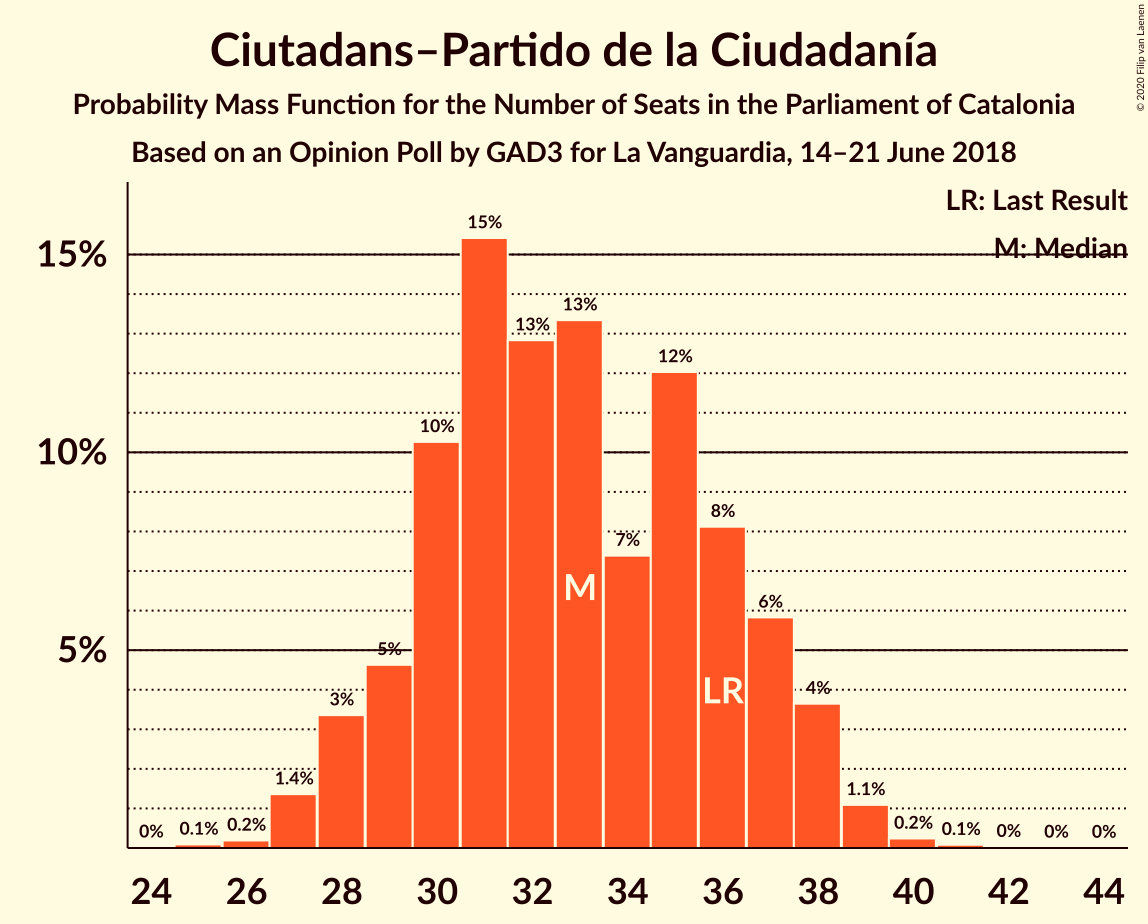 Ciutadans–Partido de la Ciudadanía
Probability Mass Function for the Number of Seats in the Parliament of Catalonia
Based on an Opinion Poll by GAD3 for La Vanguardia, 14–21 June 2018
© 2020 Filip van Laenen
LR: Last Result
M: Median
15%
10%
5%
0%
0.1%
0.2%
1.4%
3%
5%
10%
15%
13%
13%
7%
12%
8%
6%
4%
1.1%
0.2%
0.1%
0%
0%
0%
M
LR
24 26 28 30 32 34 36 38 40 42 44